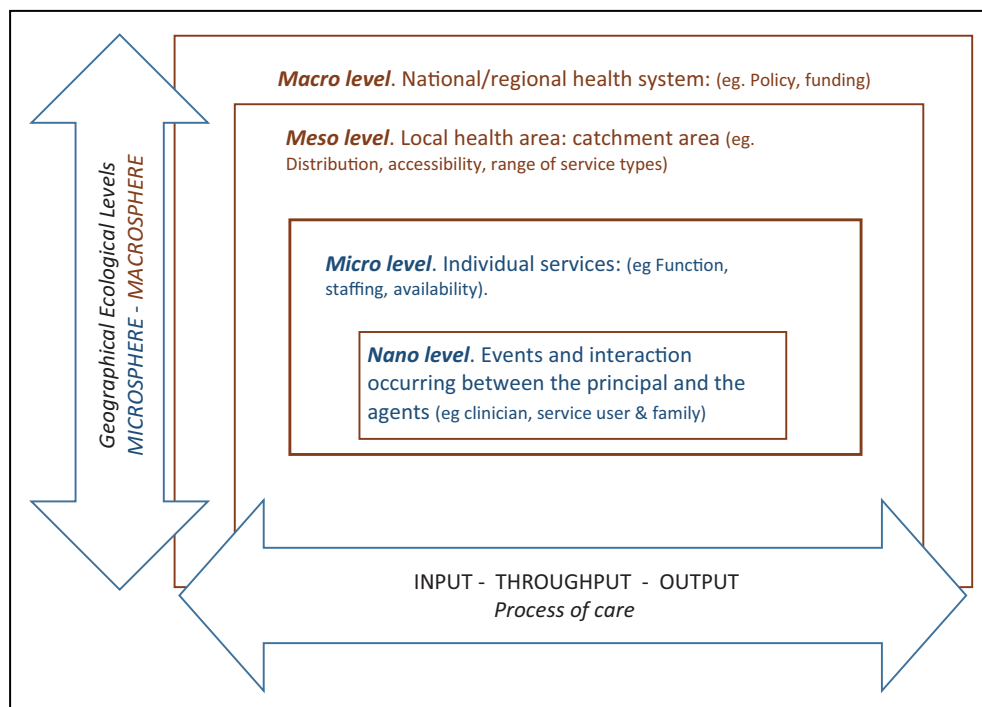 Macro level. National/regional health system: (eg. Policy, funding)
Meso level. Local health area: catchment area (eg.
Distribution, accessibility, range of service types)
Geographical Ecological Levels
MICROSPHERE - MACROSPHERE
Micro level. Individual services: (eg Function,
staffing, availability).
Nano level. Events and interaction
occurring between the principal and the
agents (eg clinician, service user & family)
INPUT - THROUGHPUT - OUTPUT
Process of care